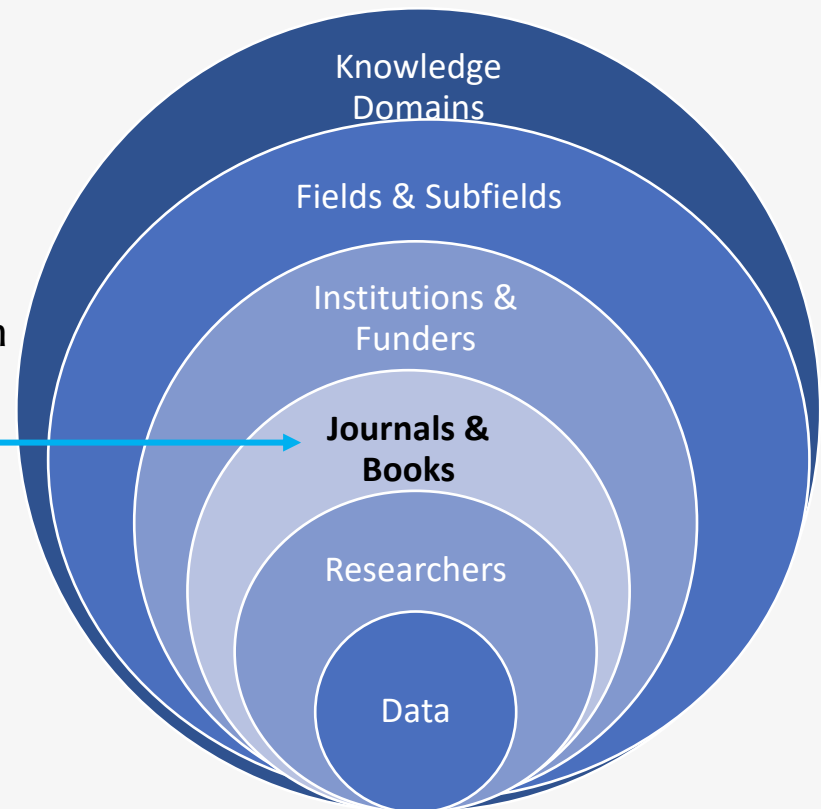 Knowledge
Domains
Fields & Subfields
Institutions &
Funders
Journals &
Books
Researchers
Data